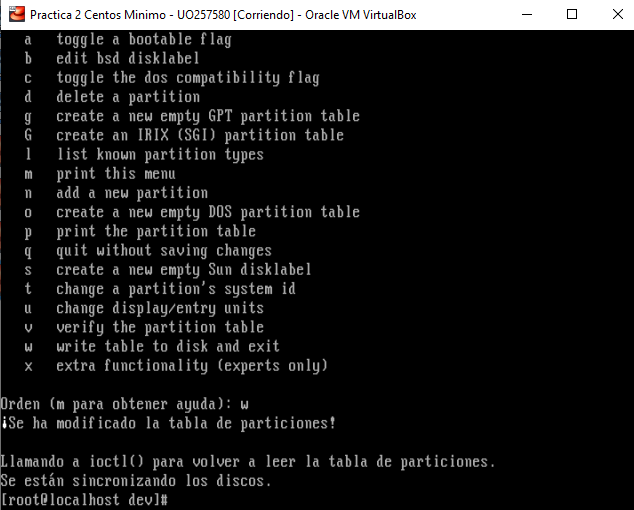 Practica 2 Centos Minimo - UO257580 [Corriendo] - Oracle VM VirtualBox
a toggle a bootable flag
b edit bsd disklabel
c toggle the dos compatibility flag
d delete a partition
g create a new empty GPT partition table
G create an IRIX (SGI) partition table
l list known partition types
m print this menu
n add a new partition
o create a new empty DOS partition table
p print the partition table
q quit without saving changes
s create a new empty Sun disklabel
t change a partition's system id
u change display/entry units
v verify the partition table
w write table to disk and exit
x extra functionality (experts only)
Orden (m para obtener ayuda): w
¡Se ha modificado la tabla de particiones!
Llamando a ioctl() para volver a leer la tabla de particiones.
Se están sincronizando los discos.
[root@localhost dev]#